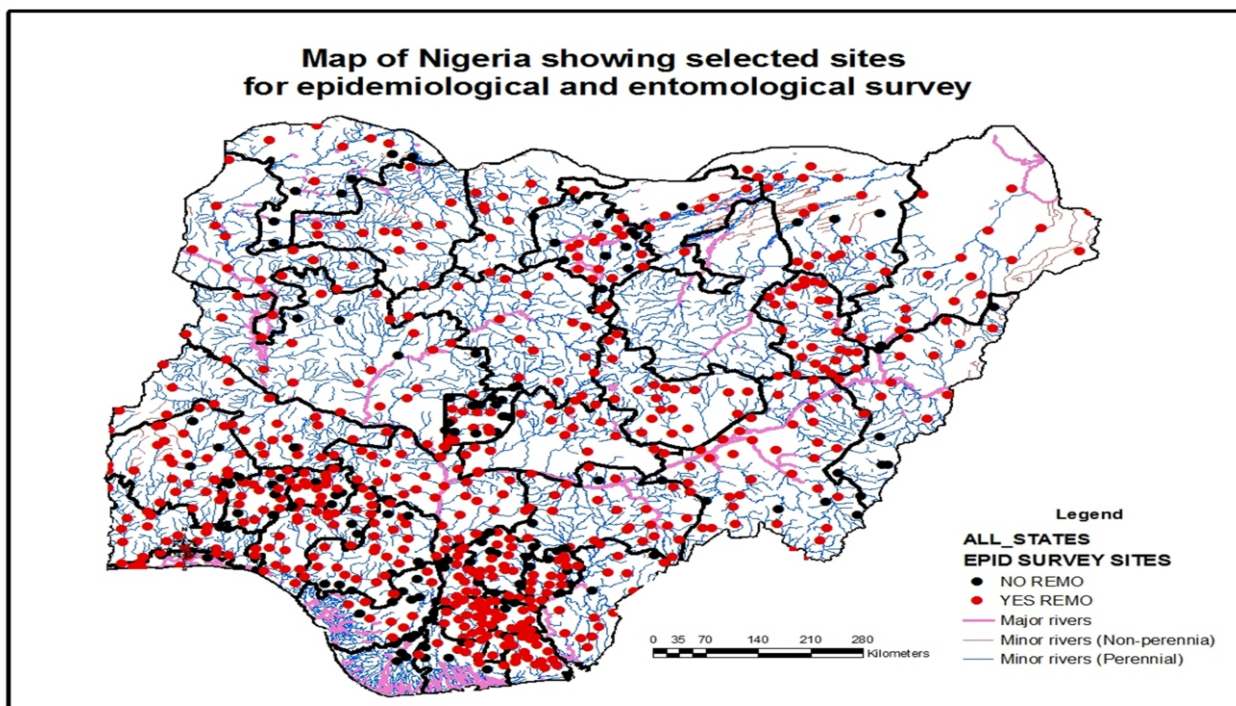 Map of Nigeria showing selected sites
for epidemiological and entomological survey
Legend
ALL_STATES
EPID SURVEY SITES
NO REMO
YES REMO
Major rivers
Minor rivers (Non-perennia)
Minor rivers (Perennial)
0 35 70 140 210 280
Kilometers